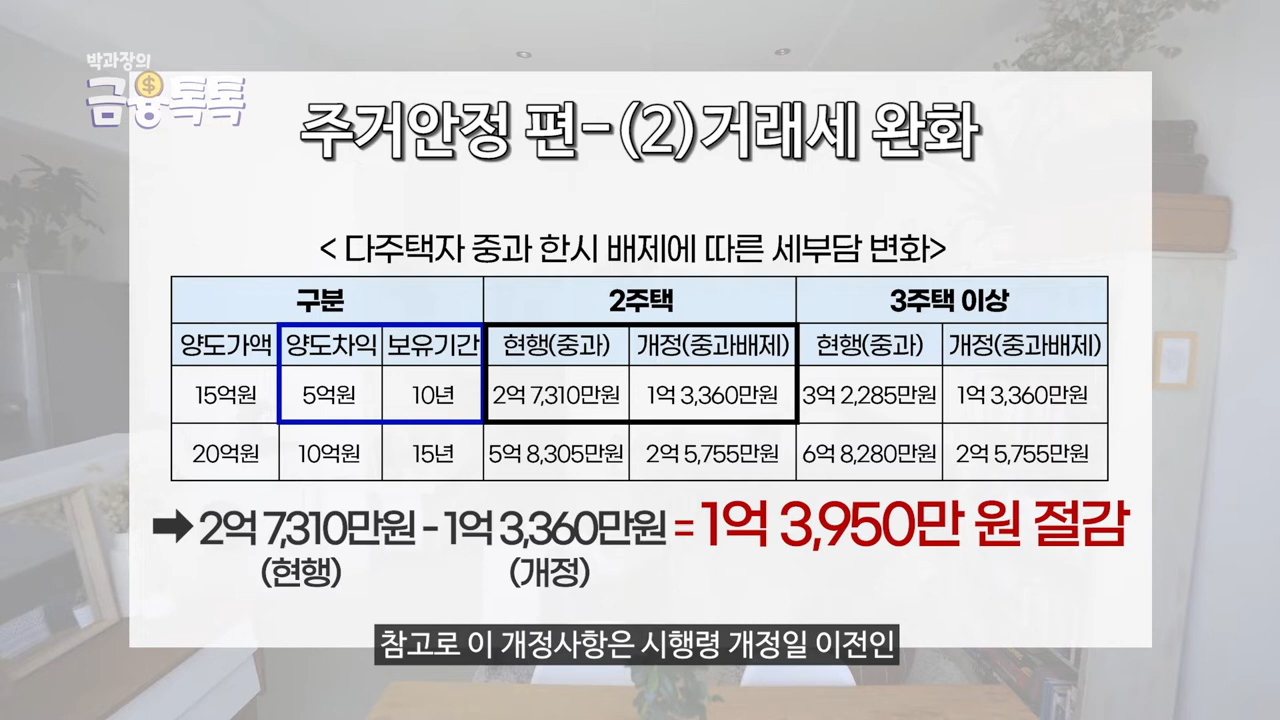 박과장의
금융톡톡
주거안정 편-(2)거래세 완화
< 다주택자 중과 한시 배제에 따른 세부담 변화>
구분 2주택 3주택 이상
양도가액 양도차익 보유기간 현행(중과) 개정(중과배제) 현행(중과) 개정(중과배제)
15억원 5억원 10년 2억 7,310만원 1억 3,360만원 3억 2,285만원 1억 3,360만원
20억원 10억원 15년 5억 8,305만원 2억 5,755만원 6억 8,280만원 2억 5,755만원
➡ 2억 7,310만원 - 1억 3,360만원 = 1억 3,950만 원 절감
(현행) (개정)
참고로 이 개정사항은 시행령 개정일 이전인